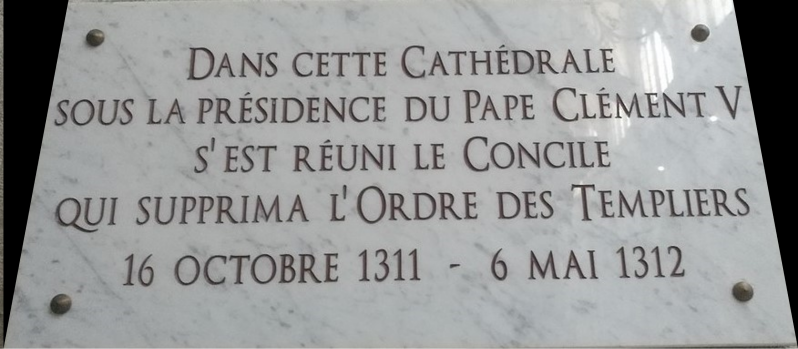 Dans cette Cathédrale
sous la présidence du Pape Clément V
s'est réuni le Concile
qui supprima l'Ordre des Templiers
16 octobre 1311 - 6 mai 1312